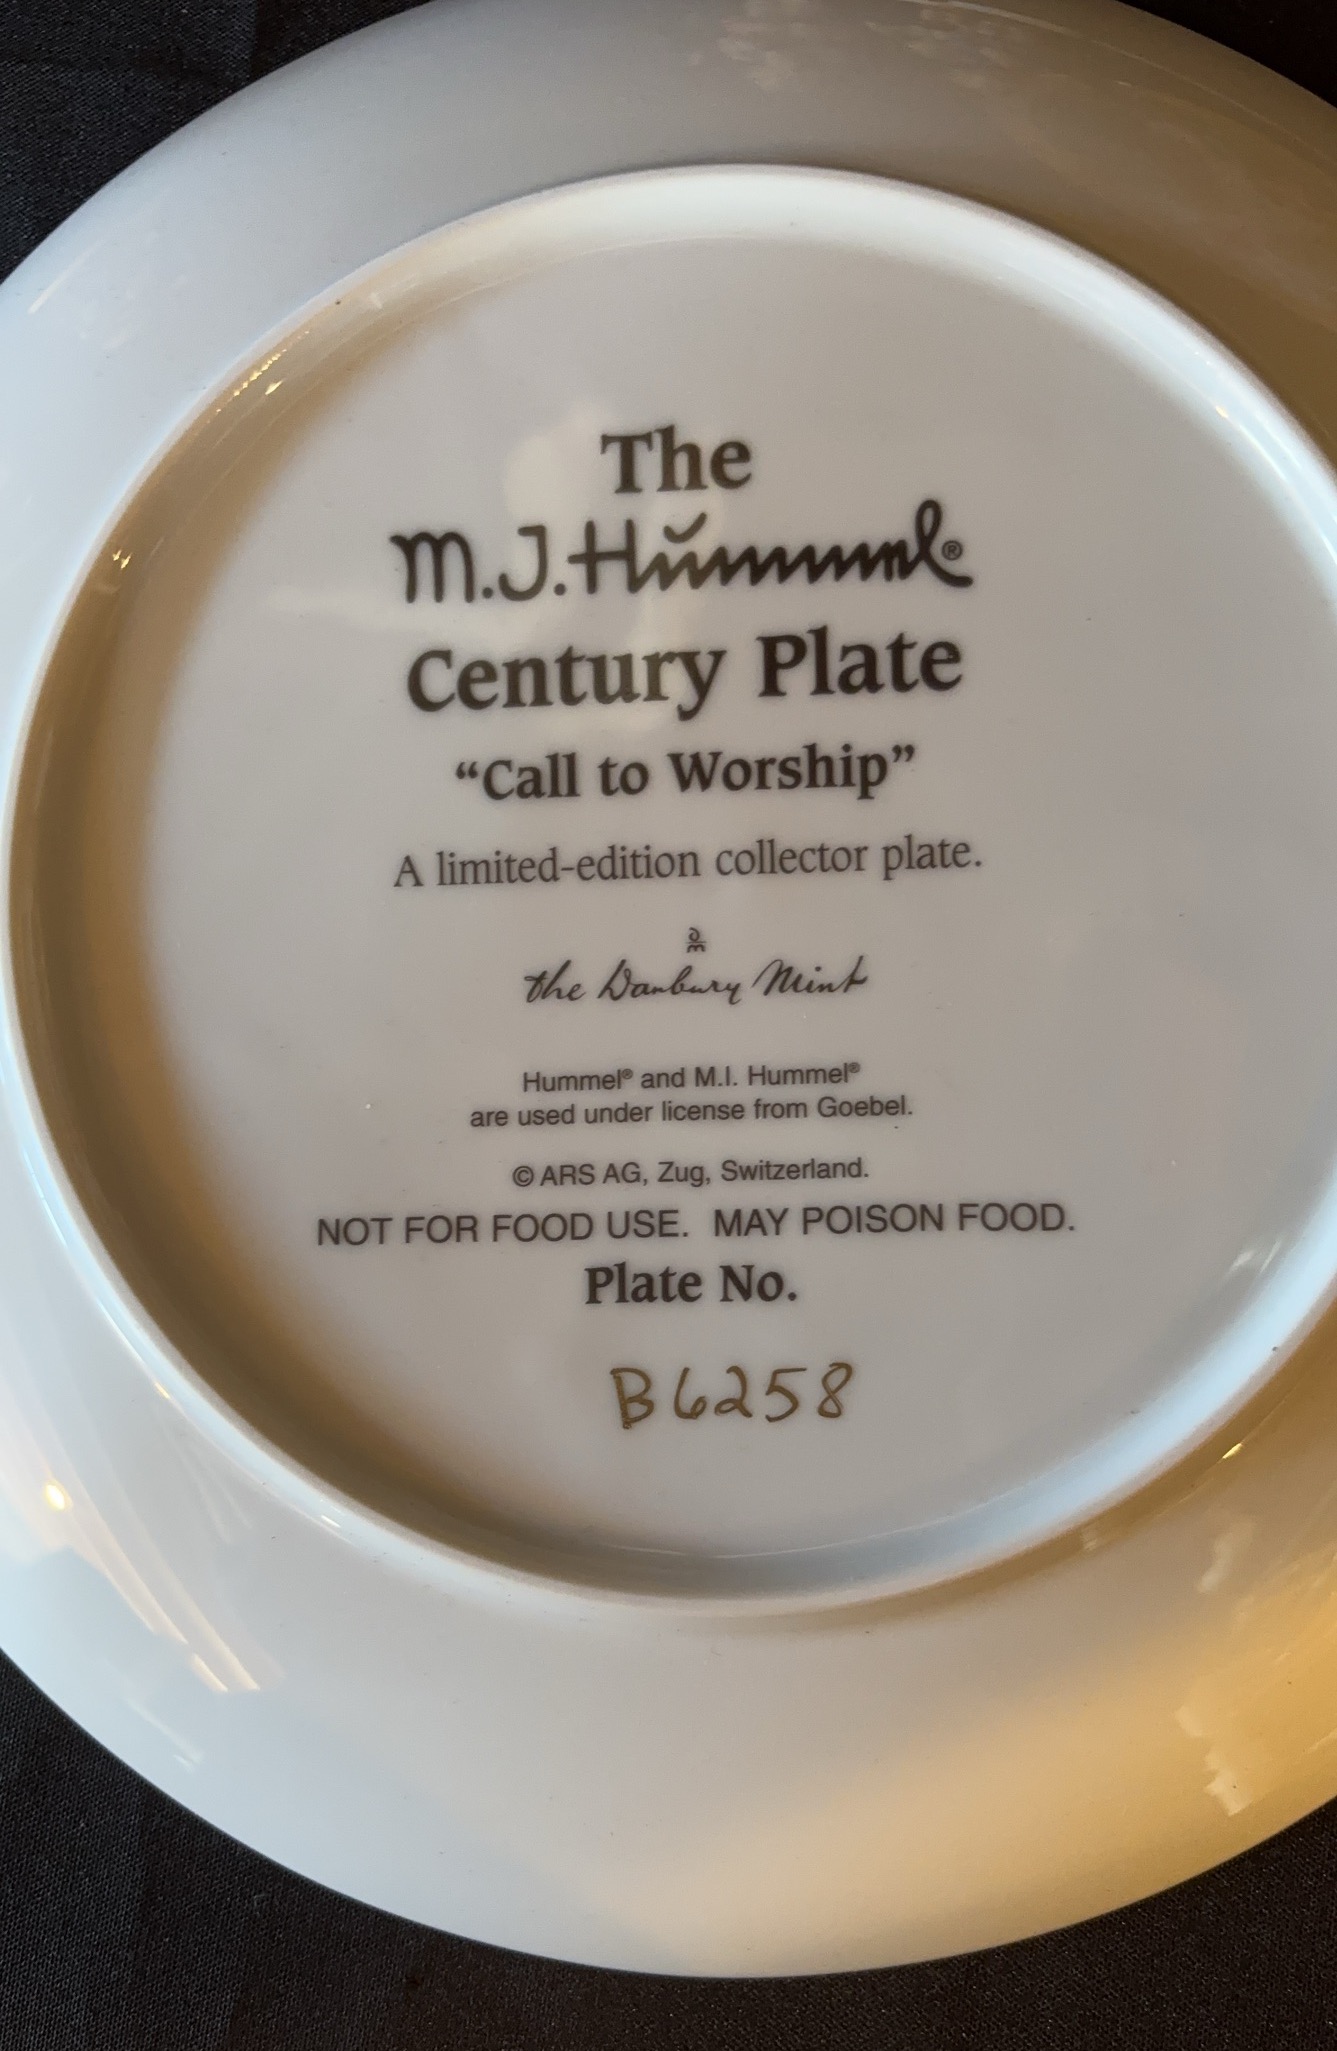 The
M.J. Hummel®
Century Plate
“Call to Worship”
A limited-edition collector plate.
DM
the Danbury Mint
Hummel® and M.I. Hummel®
are used under license from Goebel.
© ARS AG, Zug, Switzerland.
NOT FOR FOOD USE. MAY POISON FOOD.
Plate No.
B6258